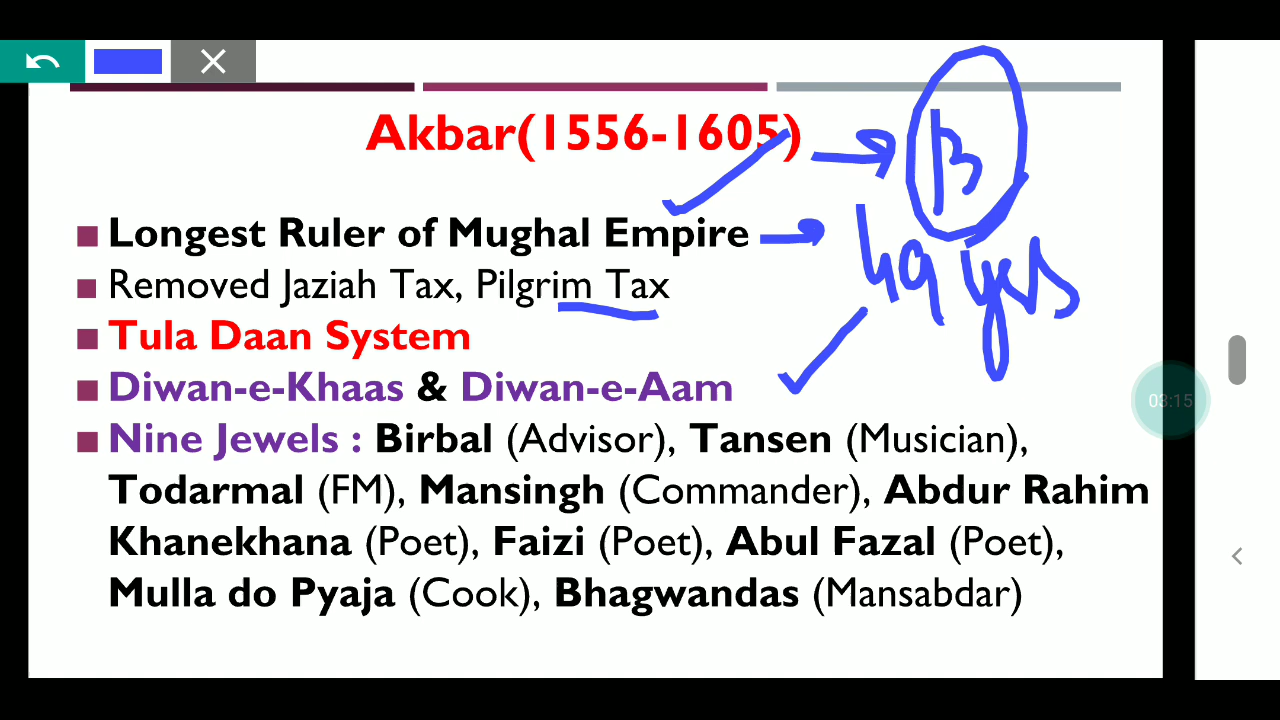 Akbar(1556-1605)
13
■ Longest Ruler of Mughal Empire
49 yrs
■ Removed Jaziah Tax, Pilgrim Tax
■ Tula Daan System
■ Diwan-e-Khaas & Diwan-e-Aam
03:15
■ Nine Jewels : Birbal (Advisor), Tansen (Musician),
Todarmal (FM), Mansingh (Commander), Abdur Rahim
Khanekhana (Poet), Faizi (Poet), Abul Fazal (Poet),
Mulla do Pyaja (Cook), Bhagwandas (Mansabdar)